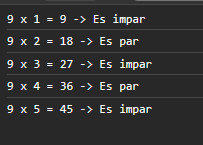 9 x 1 = 9 -> Es impar
9 x 2 = 18 -> Es par
9 x 3 = 27 -> Es impar
9 x 4 = 36 -> Es par
9 x 5 = 45 -> Es impar